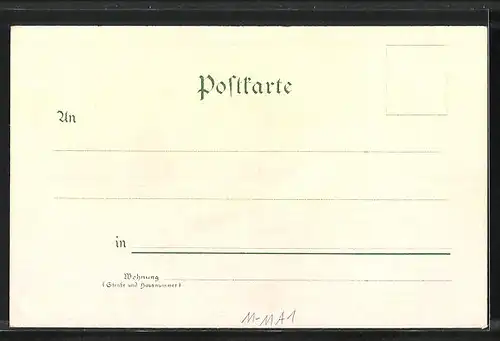 Postkarte
An
in
Wohnung
(Straße und Hausnummer)
M-MA1